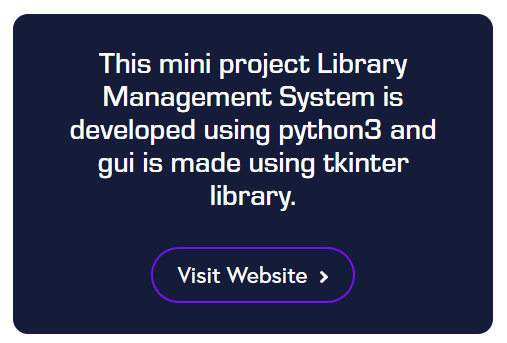 This mini project Library
Management System is
developed using python3 and
gui is made using tkinter
library.
Visit Website